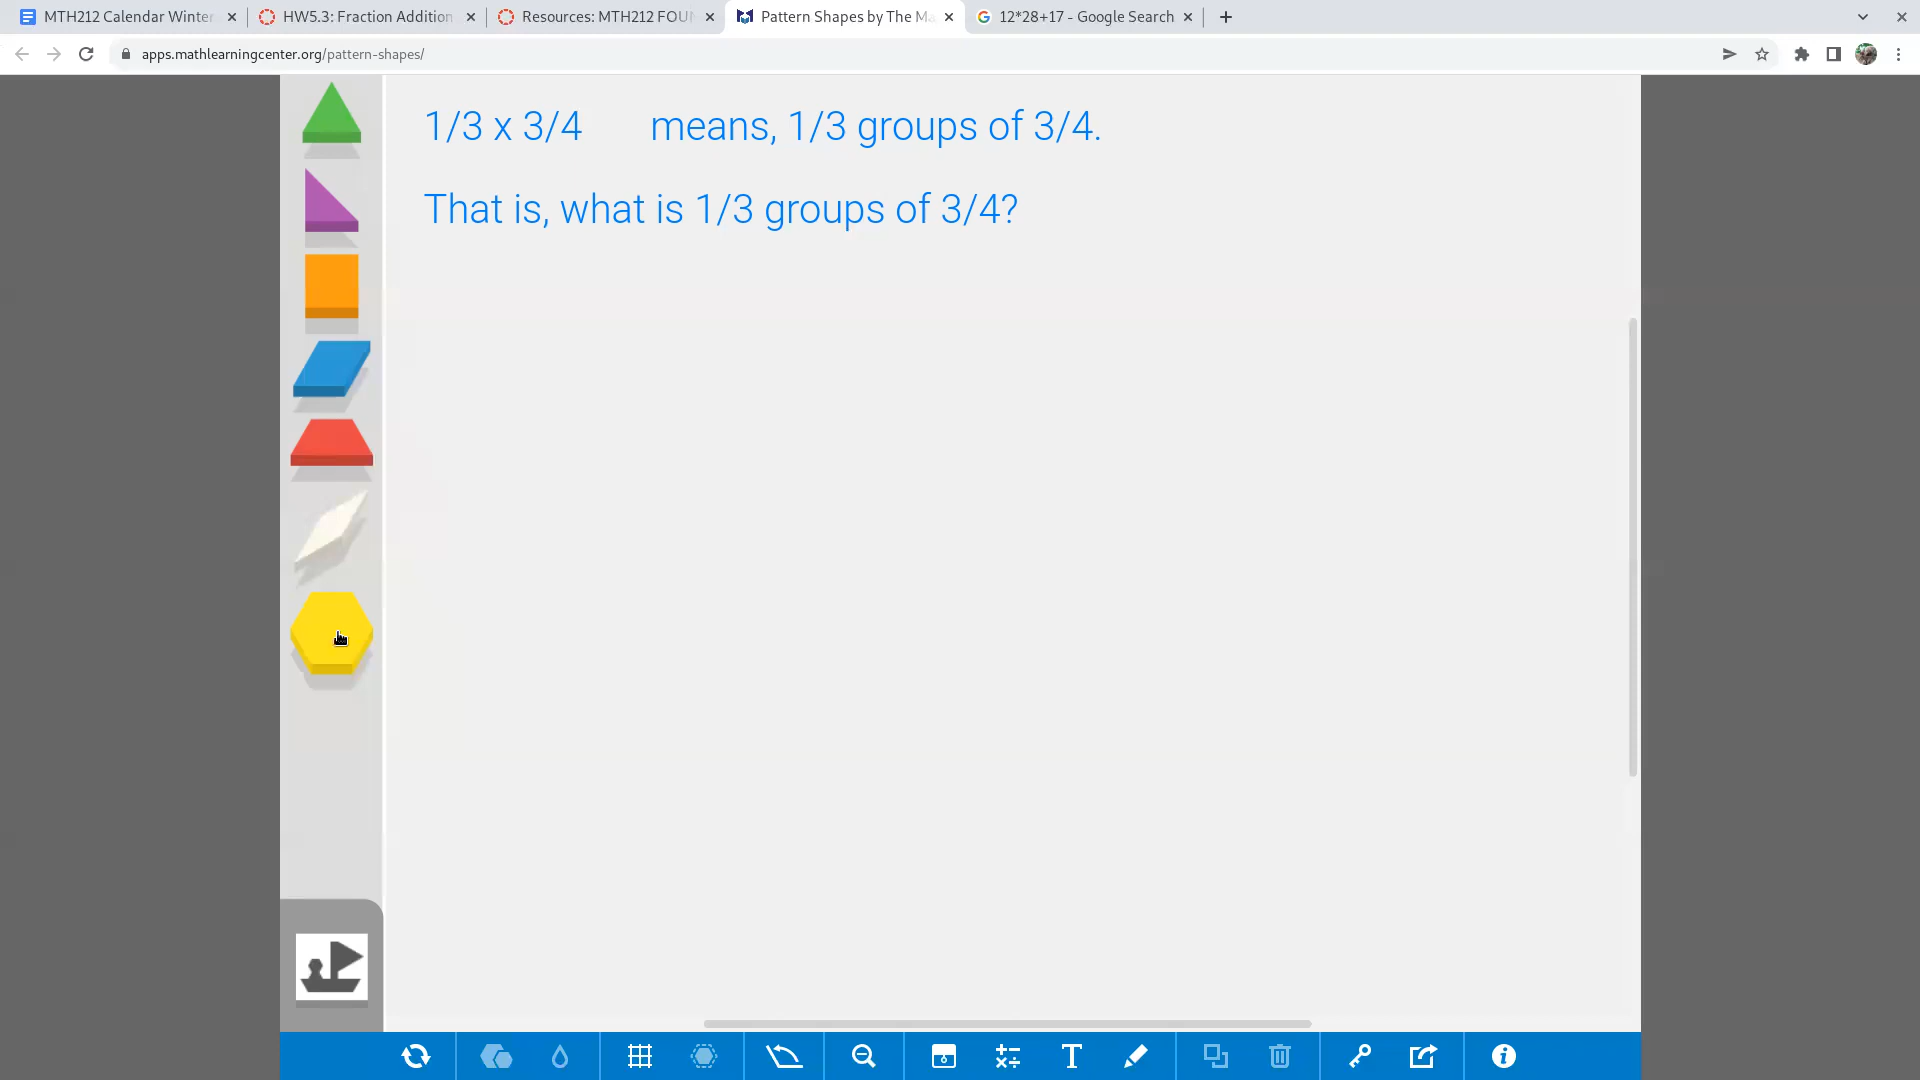 MTH212 Calendar Winter
HW5.3: Fraction Addition
Resources: MTH212 FOUN
Pattern Shapes by The Ma
12*28+17 - Google Search
apps.mathlearningcenter.org/pattern-shapes/
1/3 x 3/4 means, 1/3 groups of 3/4.
That is, what is 1/3 groups of 3/4?